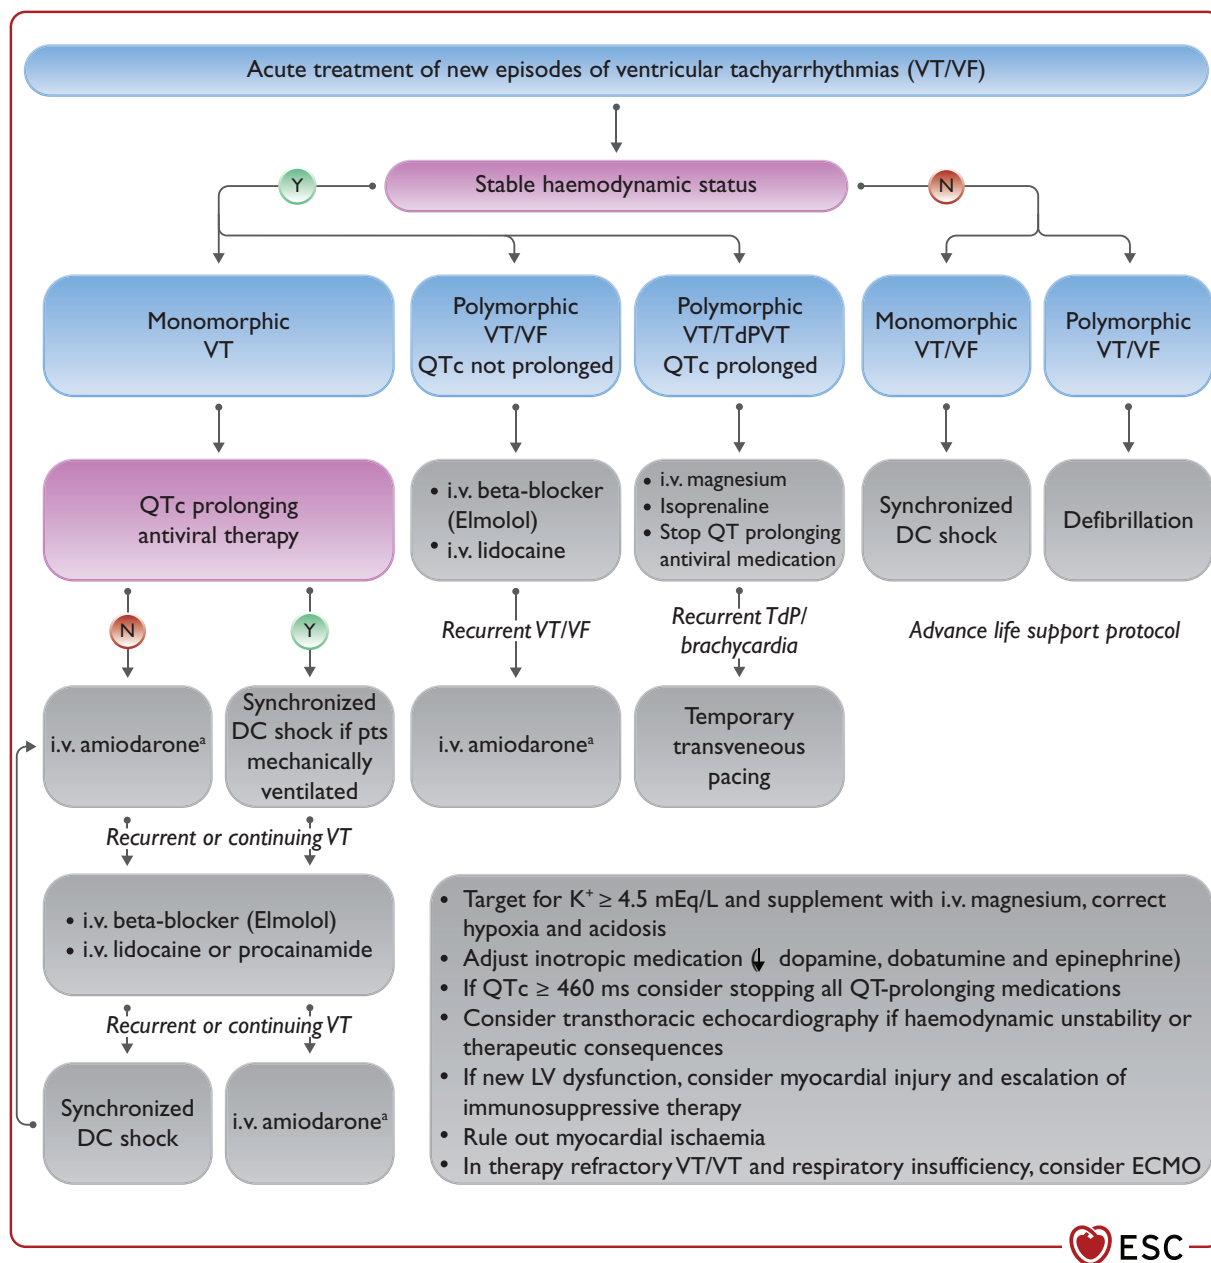 Acute treatment of new episodes of ventricular tachyarrhythmias (VT/VF)
Y
Stable haemodynamic status
N
Monomorphic
VT
Polymorphic
VT/VF
QTc not prolonged
Polymorphic
VT/TdPVT
QTc prolonged
Monomorphic
VT/VF
Polymorphic
VT/VF
QTc prolonging
antiviral therapy
• i.v. beta-blocker
(Elmolol)
• i.v. lidocaine
• i.v. magnesium
• Isoprenaline
• Stop QT prolonging
antiviral medication
Synchronized
DC shock
Defibrillation
N
Y
Recurrent VT/VF
Recurrent TdP/
brachycardia
Advance life support protocol
i.v. amiodaroneᵃ
Synchronized
DC shock if pts
mechanically
ventilated
i.v. amiodaroneᵃ
Temporary
transveneous
pacing
Recurrent or continuing VT
• i.v. beta-blocker (Elmolol)
• i.v. lidocaine or procainamide
Recurrent or continuing VT
Synchronized
DC shock
i.v. amiodaroneᵃ
• Target for K⁺ ≥ 4.5 mEq/L and supplement with i.v. magnesium, correct
hypoxia and acidosis
• Adjust inotropic medication (↓ dopamine, dobatumine and epinephrine)
• If QTc ≥ 460 ms consider stopping all QT-prolonging medications
• Consider transthoracic echocardiography if haemodynamic unstability or
therapeutic consequences
• If new LV dysfunction, consider myocardial injury and escalation of
immunosuppressive therapy
• Rule out myocardial ischaemia
• In therapy refractory VT/VT and respiratory insufficiency, consider ECMO
ESC